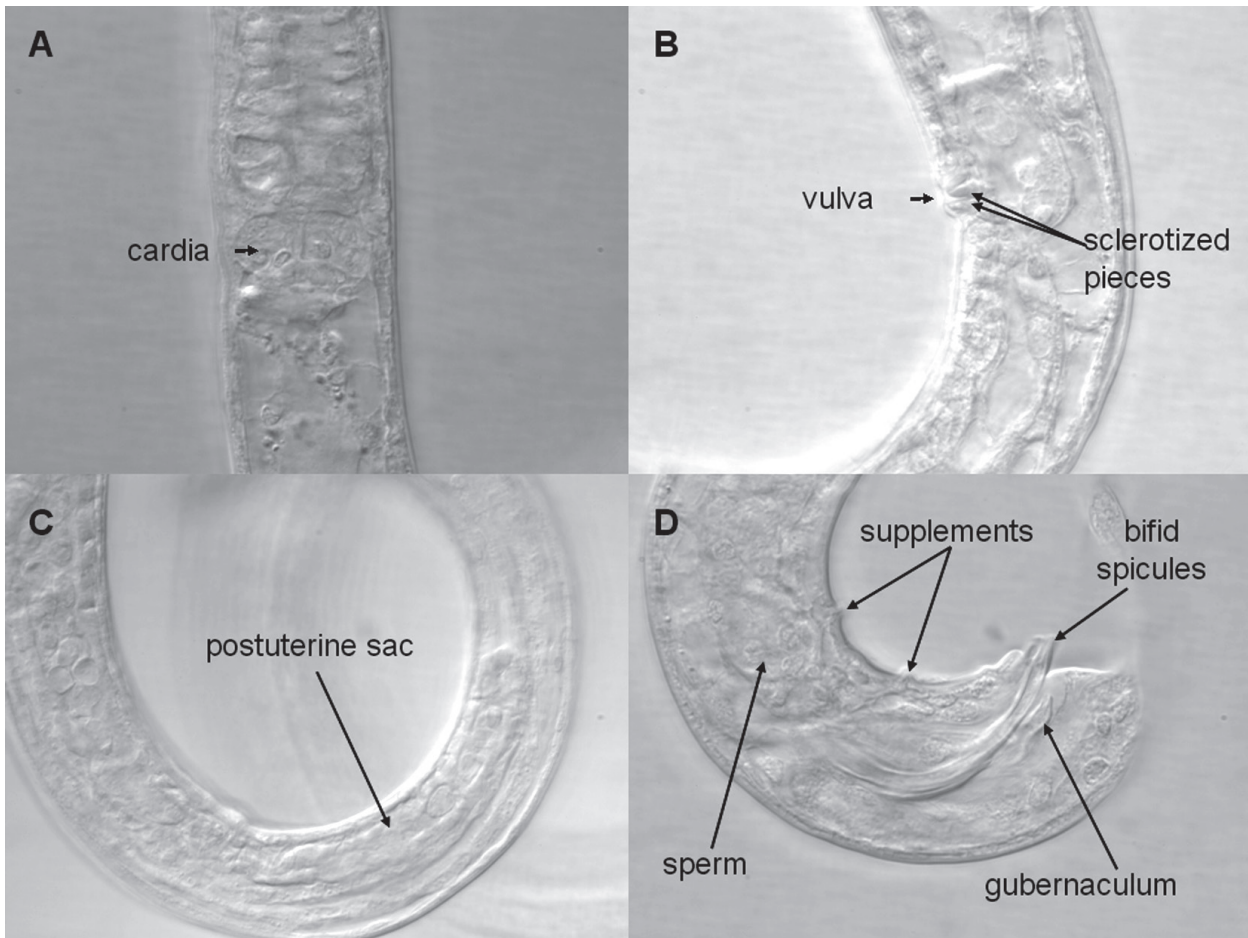 A
cardia
B
vulva
sclerotized
pieces
C
postuterine sac
D
supplements
bifid
spicules
sperm
gubernaculum